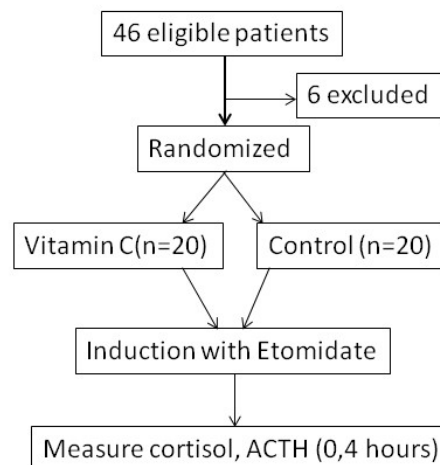 46 eligible patients
6 excluded
Randomized
Vitamin C(n=20)
Control (n=20)
Induction with Etomidate
Measure cortisol, ACTH (0,4 hours)